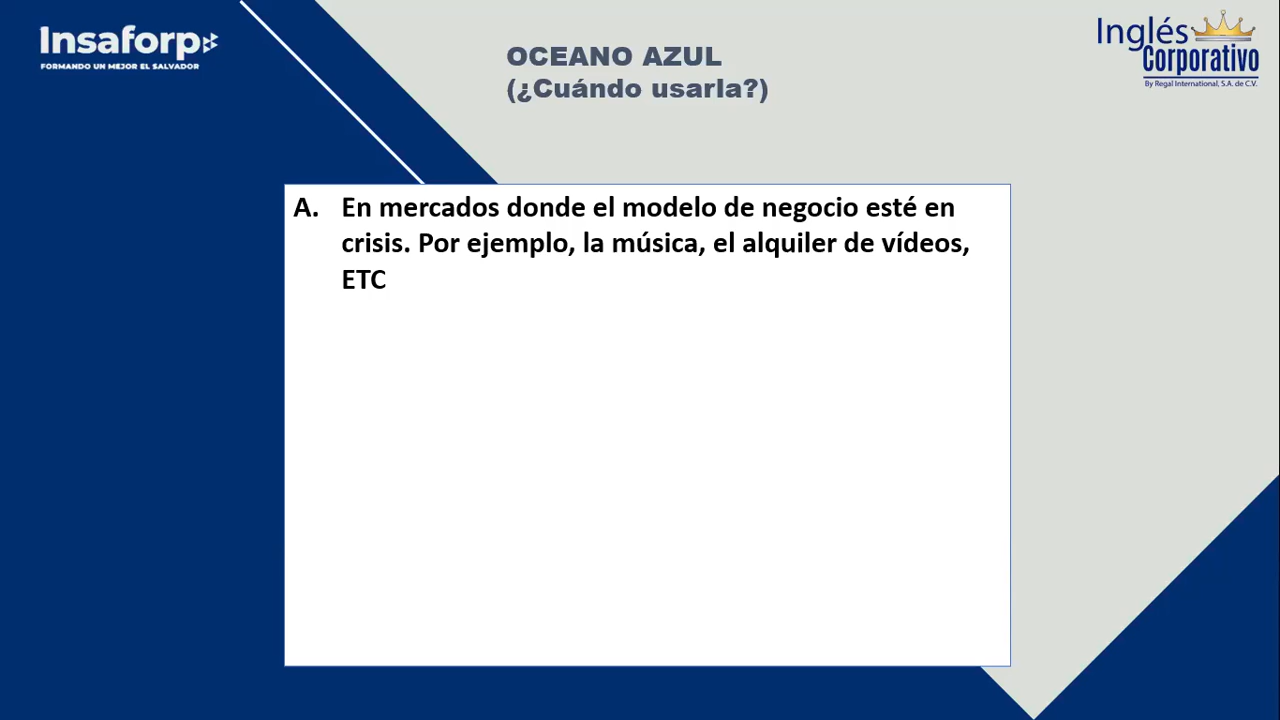 Insaforp
FORMANDO UN MEJOR EL SALVADOR
OCEANO AZUL
(¿Cuándo usarla?)
Inglés
Corporativo
By Regal International, S.A. de C.V.
A. En mercados donde el modelo de negocio esté en
crisis. Por ejemplo, la música, el alquiler de vídeos,
ETC